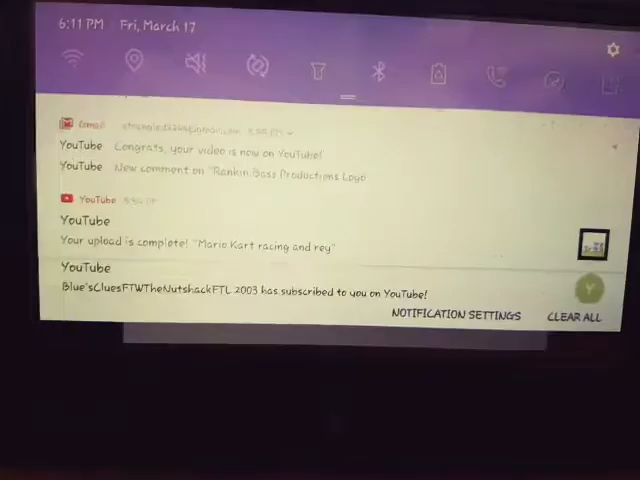 6:11 PM Fri, March 17
Email
YouTube Congrats, your video is now on YouTube!
YouTube New comment on "Rankin.Bass Productions Logo
YouTube
YouTube
Your upload is complete! "Mario Kart racing and rey"
YouTube
Blue'sCluesFTWTheNutshackFTL 2003 has subscribed to you on YouTube!
Y
NOTIFICATION SETTINGS CLEAR ALL